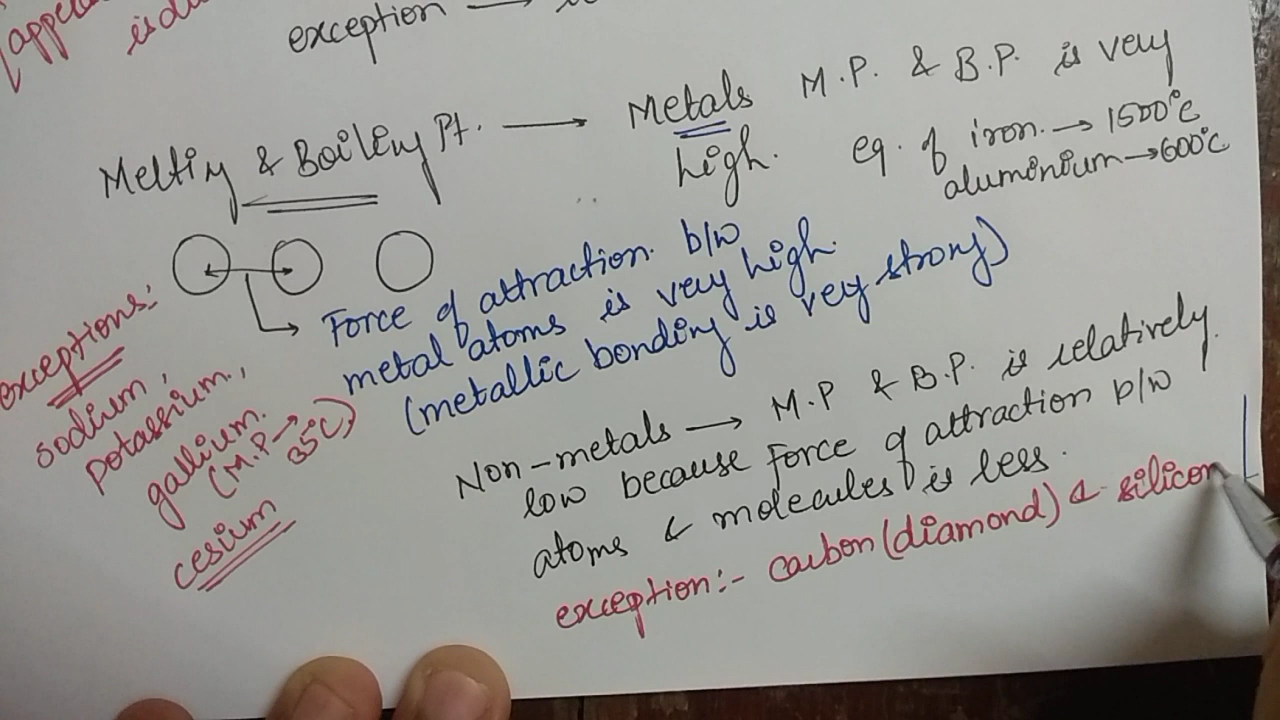 exception →
Melting & Boiling Pt. → Metals M.P. & B.P. is very
high. eg. of iron. → 1500°C
aluminium → 600°C
Force of attraction. b/w
metal atoms is very high.
(metallic bonding is very strong)
exceptions:
sodium,
potassium,
gallium.
(M.P →
35°C)
cesium
Non-metals → M.P & B.P. is relatively
low because Force of attraction b/w
atoms & molecules is less.
exception:- carbon (diamond) & silicon